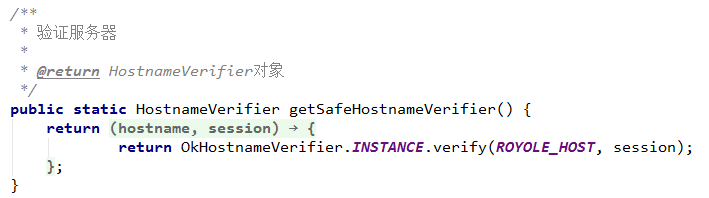 /**
 * 验证服务器
 *
 * @return HostnameVerifier对象
 */
public static HostnameVerifier getSafeHostnameVerifier() {
    return (hostname, session) → {
            return OkHostnameVerifier.INSTANCE.verify(ROYOLE_HOST, session);
    };
}